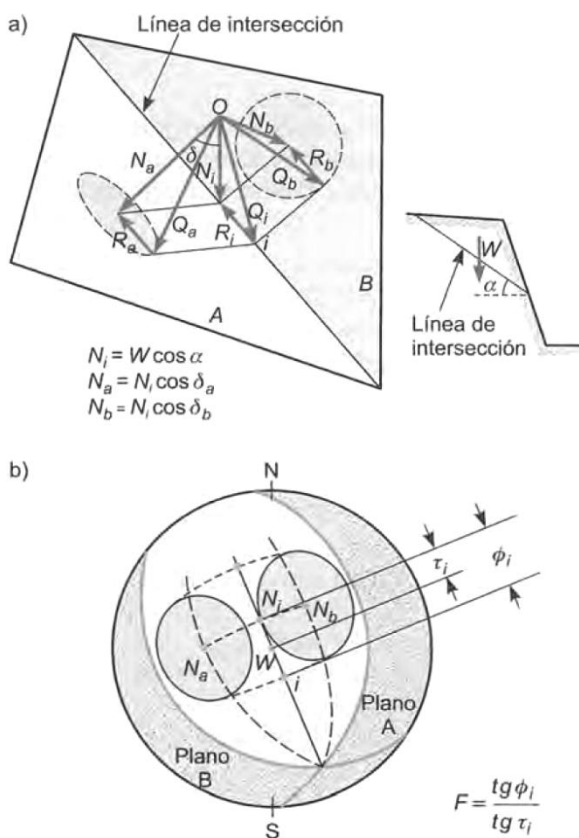 a)
Línea de intersección
O
N_b
N_a
δ
N_i
R_b
Q_b
Q_a
Q_i
R_a
R_i
i
B
A
W
α
Línea de
intersección
N_i = W cos α
N_a = N_i cos δ_a
N_b = N_i cos δ_b
b)
N
τ_i
ϕ_i
N_i
N_b
N_a
W
i
Plano
A
Plano
B
S
F = tg ϕ_i / tg τ_i